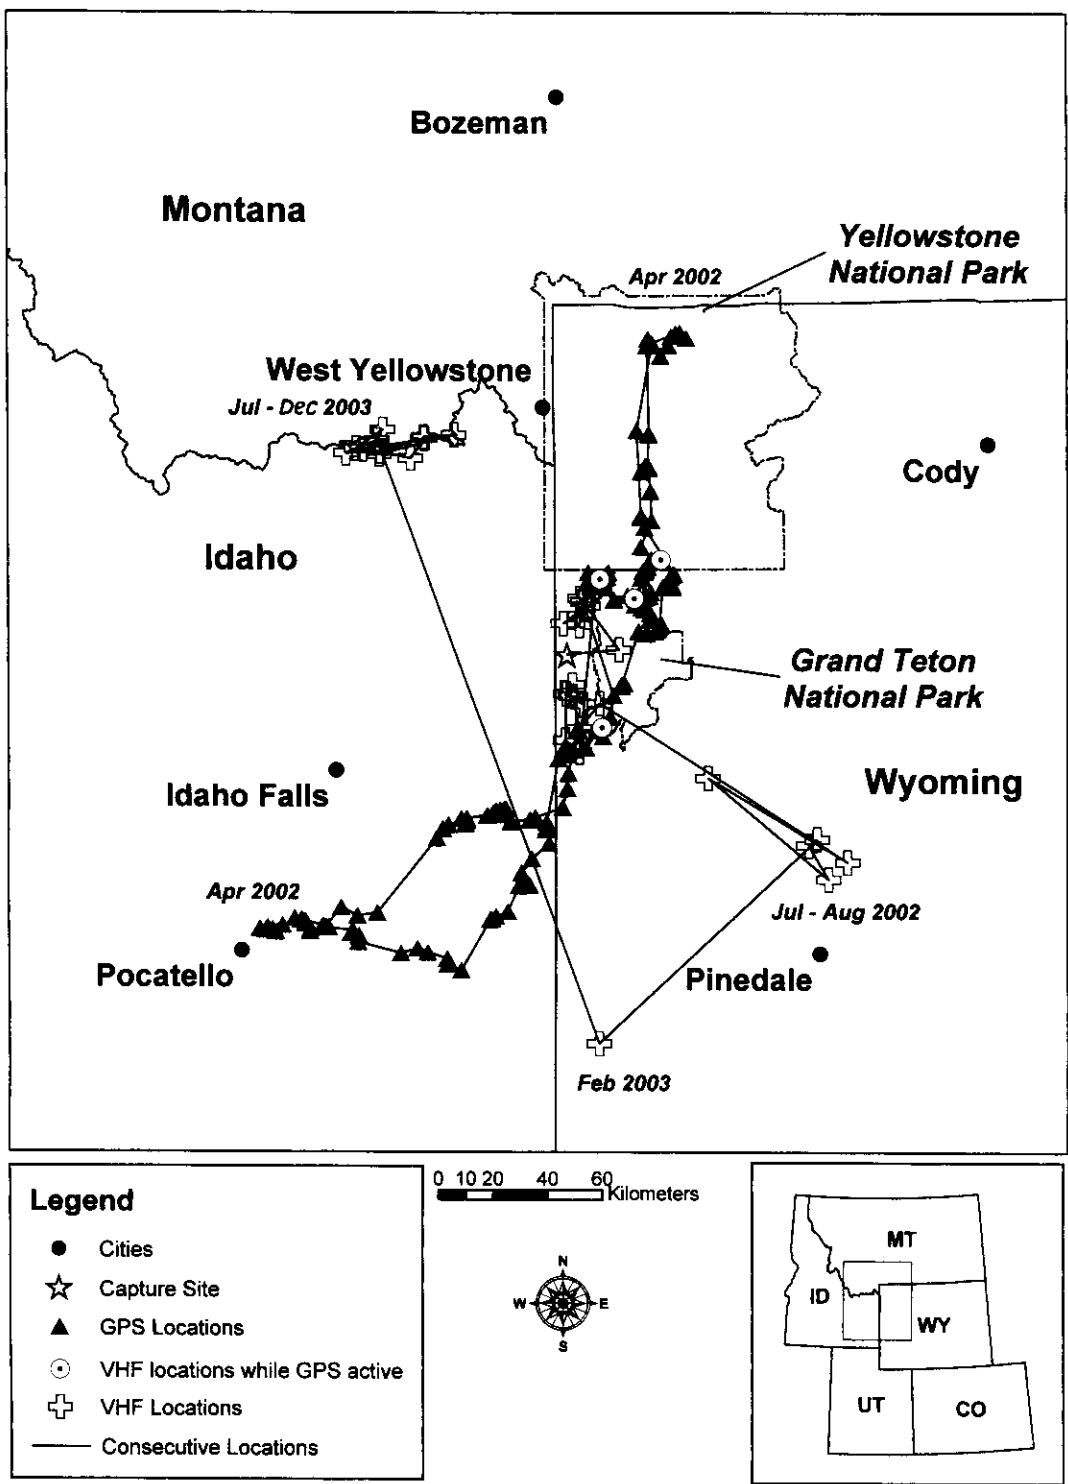 Bozeman
Montana
Yellowstone
National Park
Apr 2002
West Yellowstone
Jul - Dec 2003
Cody
Idaho
Grand Teton
National Park
Wyoming
Idaho Falls
Apr 2002
Jul - Aug 2002
Pocatello
Pinedale
Feb 2003
Legend
Cities
Capture Site
GPS Locations
VHF locations while GPS active
VHF Locations
Consecutive Locations
0 10 20 40 60
Kilometers
N
W E
S
MT
ID
WY
UT
CO